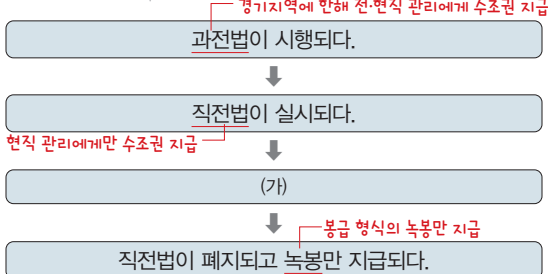 경기지역에 한해 전·현직 관리에게 수조권 지급
과전법이 시행되다.
직전법이 실시되다.
현직 관리에게만 수조권 지급
(가)
봉급 형식의 녹봉만 지급
직전법이 폐지되고 녹봉만 지급되다.